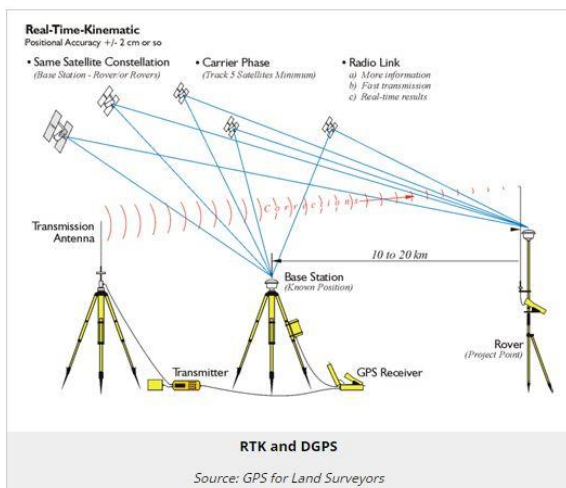 Real-Time-Kinematic
Positional Accuracy +/- 2 cm or so
• Same Satellite Constellation
(Base Station - Rover/or Rovers)
• Carrier Phase
(Track 5 Satellites Minimum)
• Radio Link
a) More information
b) Fast transmission
c) Real-time results
Corrections
Transmission
Antenna
10 to 20 km
Base Station
(Known Position)
Rover
(Project Point)
Transmitter
GPS Receiver
RTK and DGPS
Source: GPS for Land Surveyors